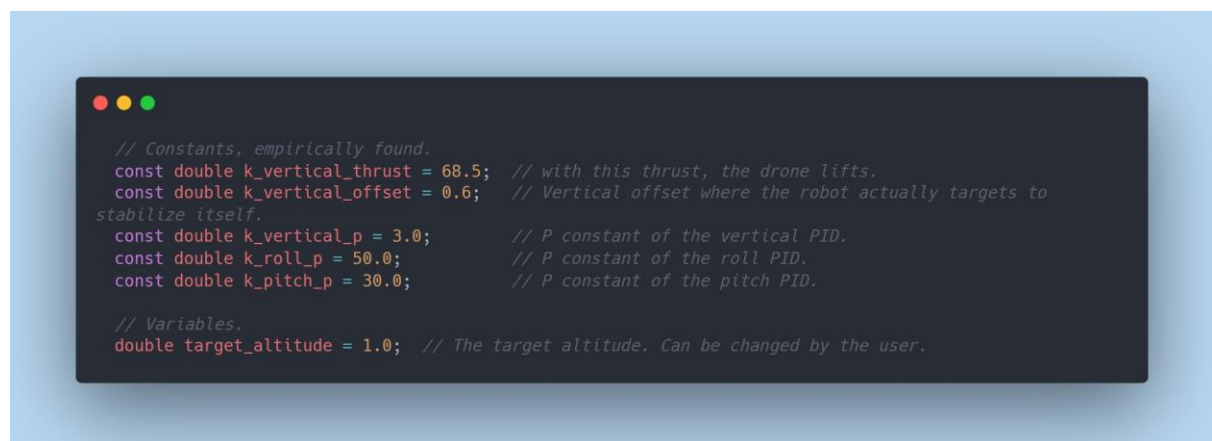 // Constants, empirically found.
const double k_vertical_thrust = 68.5;  // with this thrust, the drone lifts.
const double k_vertical_offset = 0.6;   // Vertical offset where the robot actually targets to
stabilize itself.
const double k_vertical_p = 3.0;        // P constant of the vertical PID.
const double k_roll_p = 50.0;           // P constant of the roll PID.
const double k_pitch_p = 30.0;          // P constant of the pitch PID.
// Variables.
double target_altitude = 1.0;  // The target altitude. Can be changed by the user.